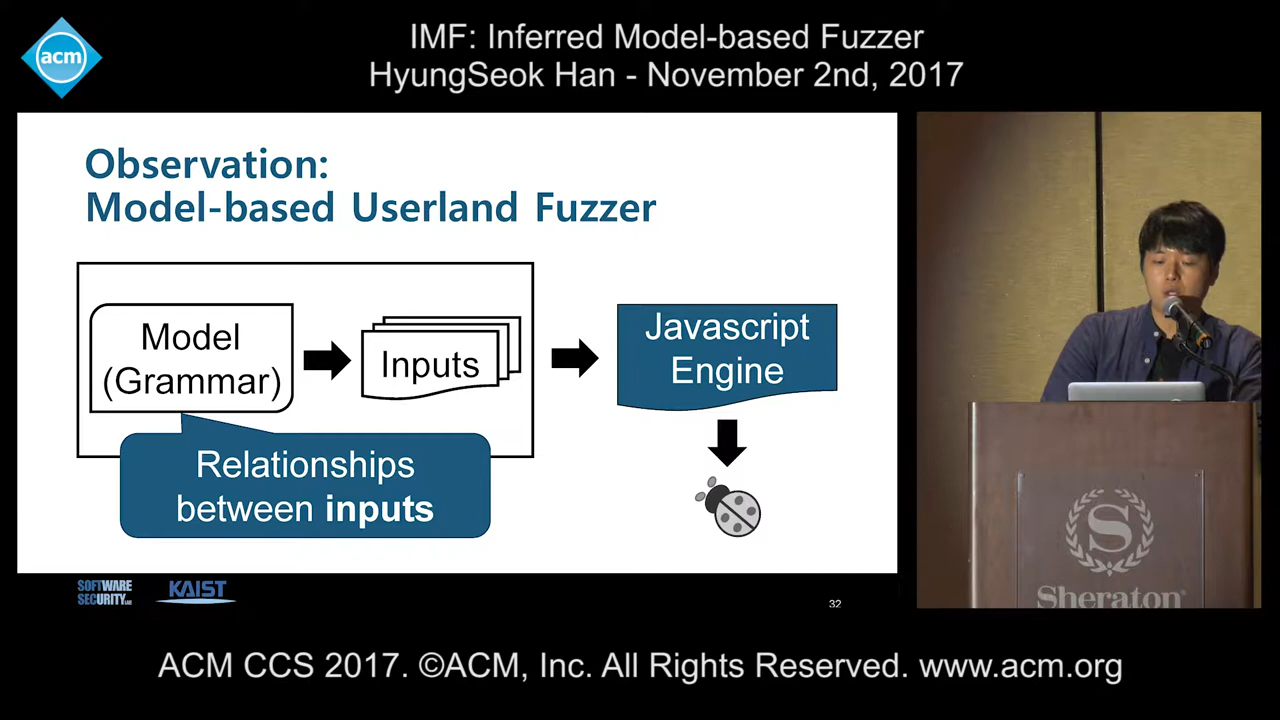 acm
IMF: Inferred Model-based Fuzzer
HyungSeok Han - November 2nd, 2017
Observation:
Model-based Userland Fuzzer
Model
(Grammar)
Inputs
Javascript
Engine
Relationships
between inputs
SOFTWARE
SECURITY
KAIST
32
S
Sheraton
ACM CCS 2017. ©ACM, Inc. All Rights Reserved. www.acm.org